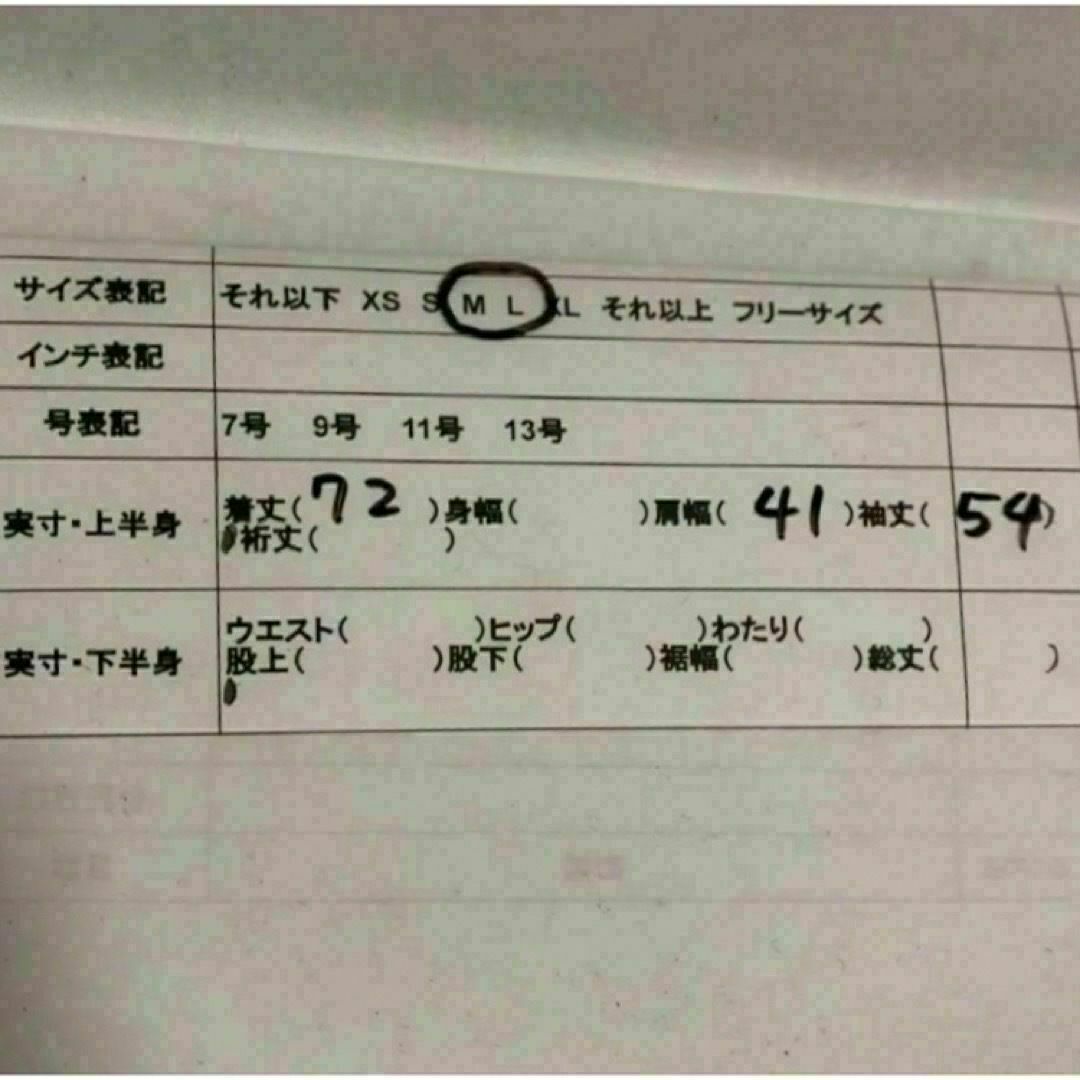 サイズ表記 それ以下 XS S M L XL それ以上 フリーサイズ
インチ表記
号表記 7号 9号 11号 13号
実寸・上半身 着丈( 72 )身幅( )肩幅( 41 )袖丈( 54 )
裄丈( )
実寸・下半身 ウエスト( )ヒップ( )わたり( )
股上( )股下( )裾幅( )総丈( )